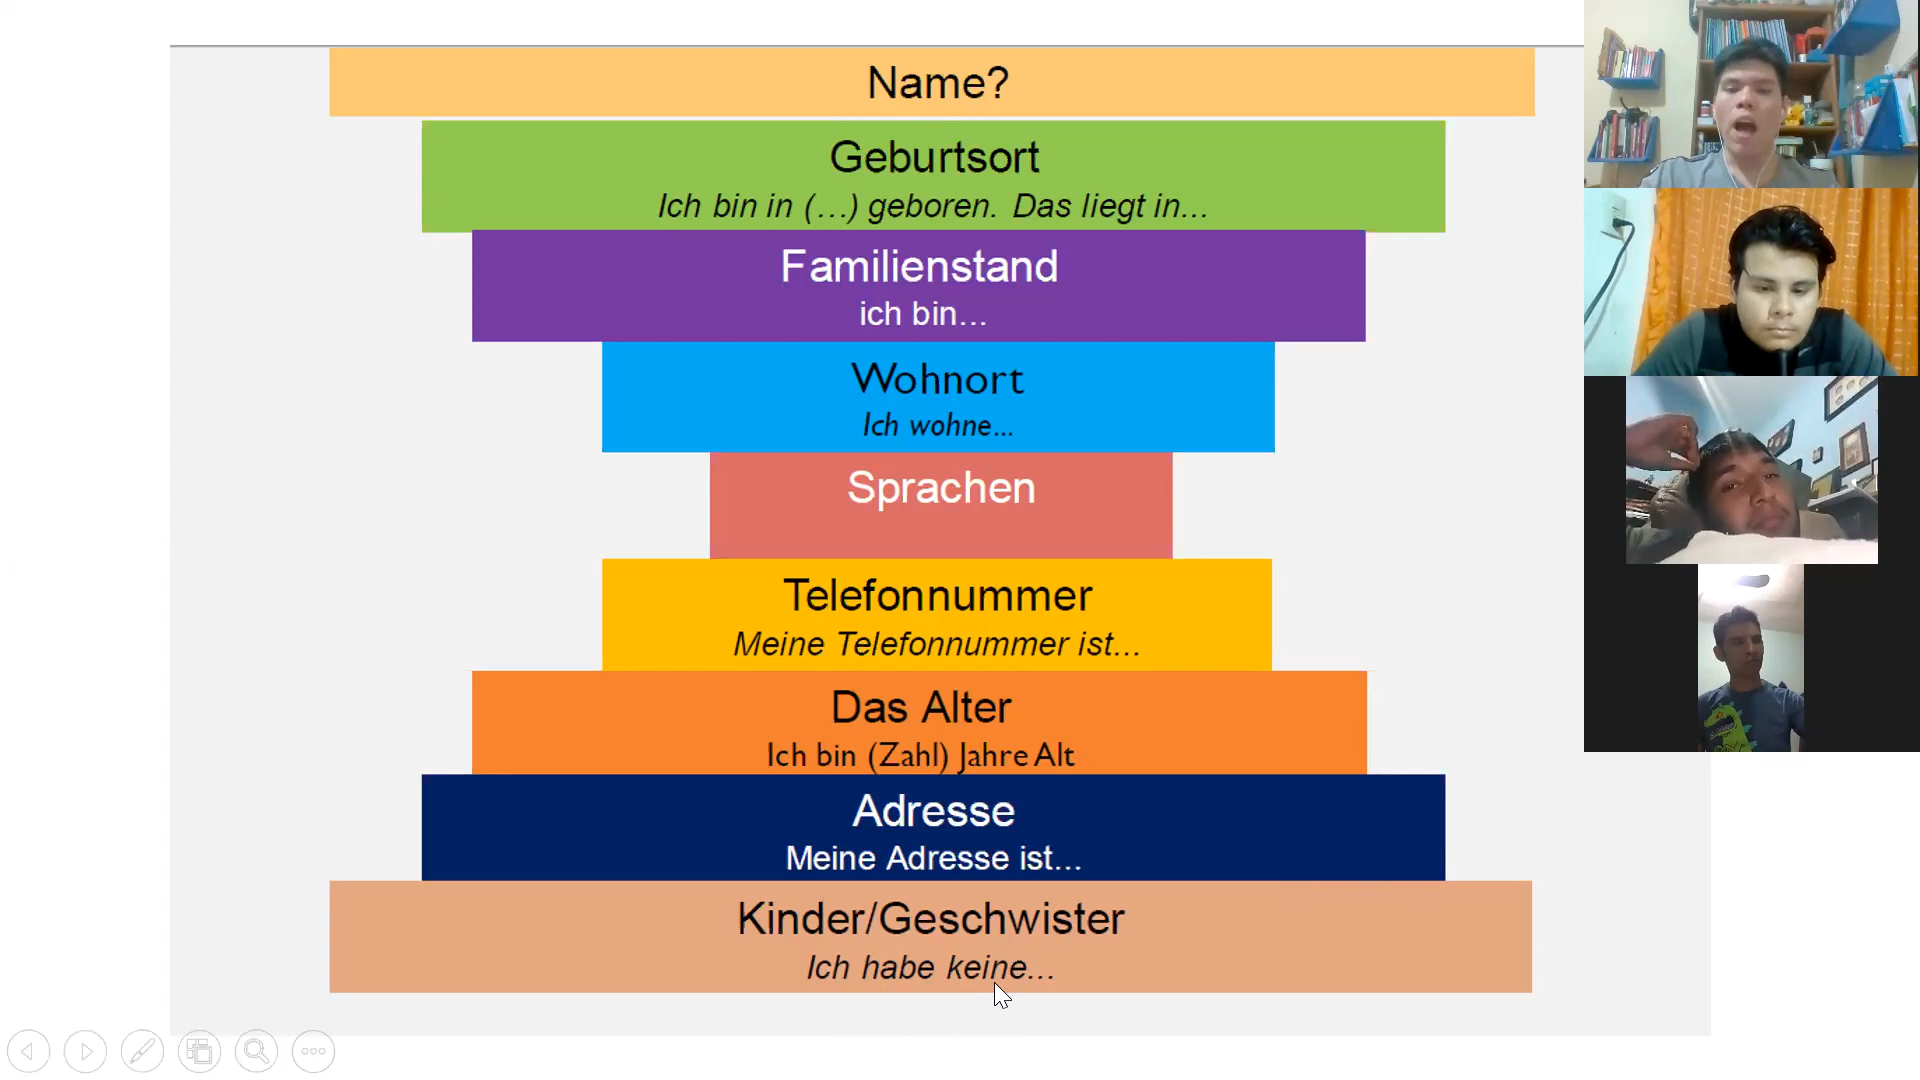 Name?
Geburtsort
Ich bin in (…) geboren. Das liegt in...
Familienstand
ich bin...
Wohnort
Ich wohne...
Sprachen
Telefonnummer
Meine Telefonnummer ist...
Das Alter
Ich bin (Zahl) Jahre Alt
Adresse
Meine Adresse ist...
Kinder/Geschwister
Ich habe keine...